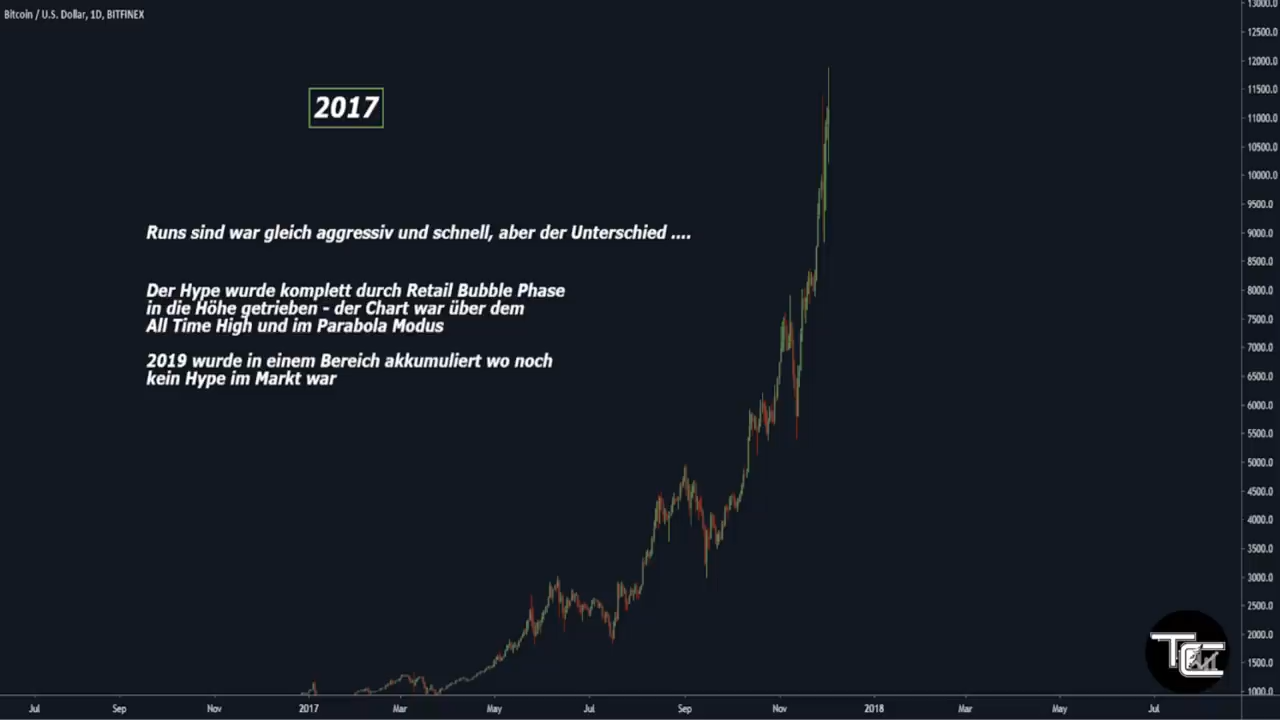 Bitcoin / U.S. Dollar, 1D, BITFINEX
2017
Runs sind war gleich aggressiv und schnell, aber der Unterschied ....
Der Hype wurde komplett durch Retail Bubble Phase
in die Höhe getrieben - der Chart war über dem
All Time High und im Parabola Modus
2019 wurde in einem Bereich akkumuliert wo noch
kein Hype im Markt war
13000.0
12500.0
12000.0
11500.0
11000.0
10500.0
10000.0
9500.0
9000.0
8500.0
8000.0
7500.0
7000.0
6500.0
6000.0
5500.0
5000.0
4500.0
4000.0
3500.0
3000.0
2500.0
2000.0
1500.0
1000.0
TC
Jul Sep Nov 2017 Mar May Jul Sep Nov 2018 Mar May Jul